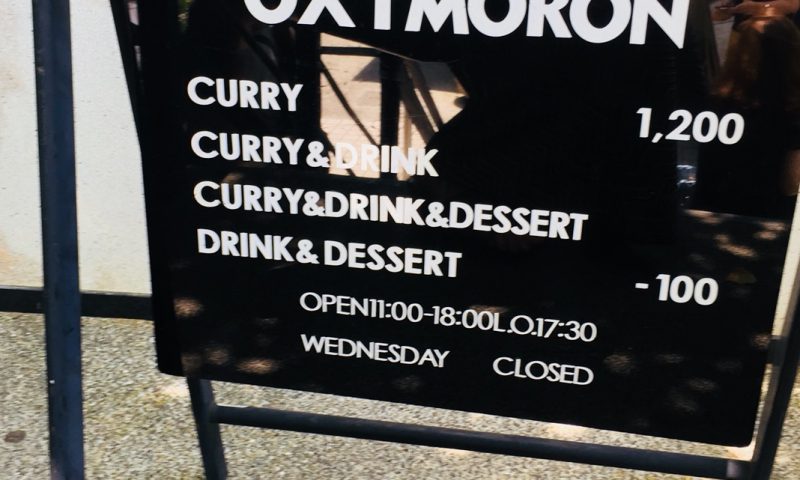 OXYMORON
CURRY 1,200
CURRY&DRINK
CURRY&DRINK&DESSERT
DRINK& DESSERT -100
OPEN11:00-18:00L.O.17:30
WEDNESDAY CLOSED